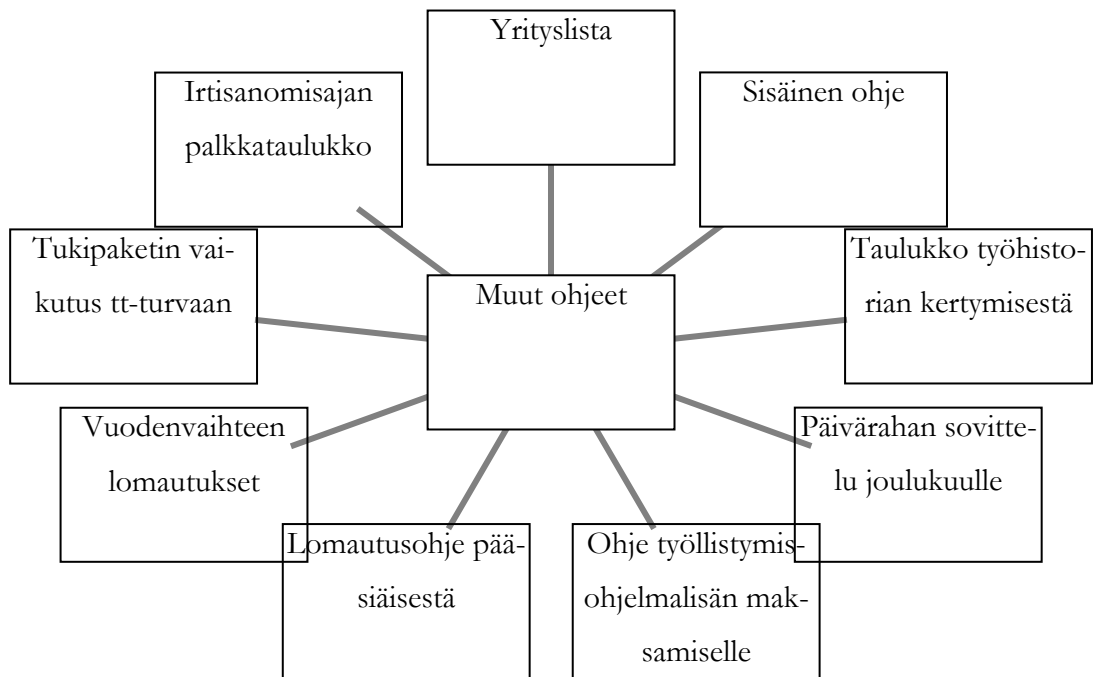 Yrityslista
Irtisanomisajan
palkkataulukko
Sisäinen ohje
Tukipaketin vai-
kutus tt-turvaan
Muut ohjeet
Taulukko työhisto-
rian kertymisestä
Vuodenvaihteen
lomautukset
Päivärahan sovitte-
lu joulukuulle
Lomautusohje pää-
siäisestä
Ohje työllistymis-
ohjelmalisän mak-
samiselle